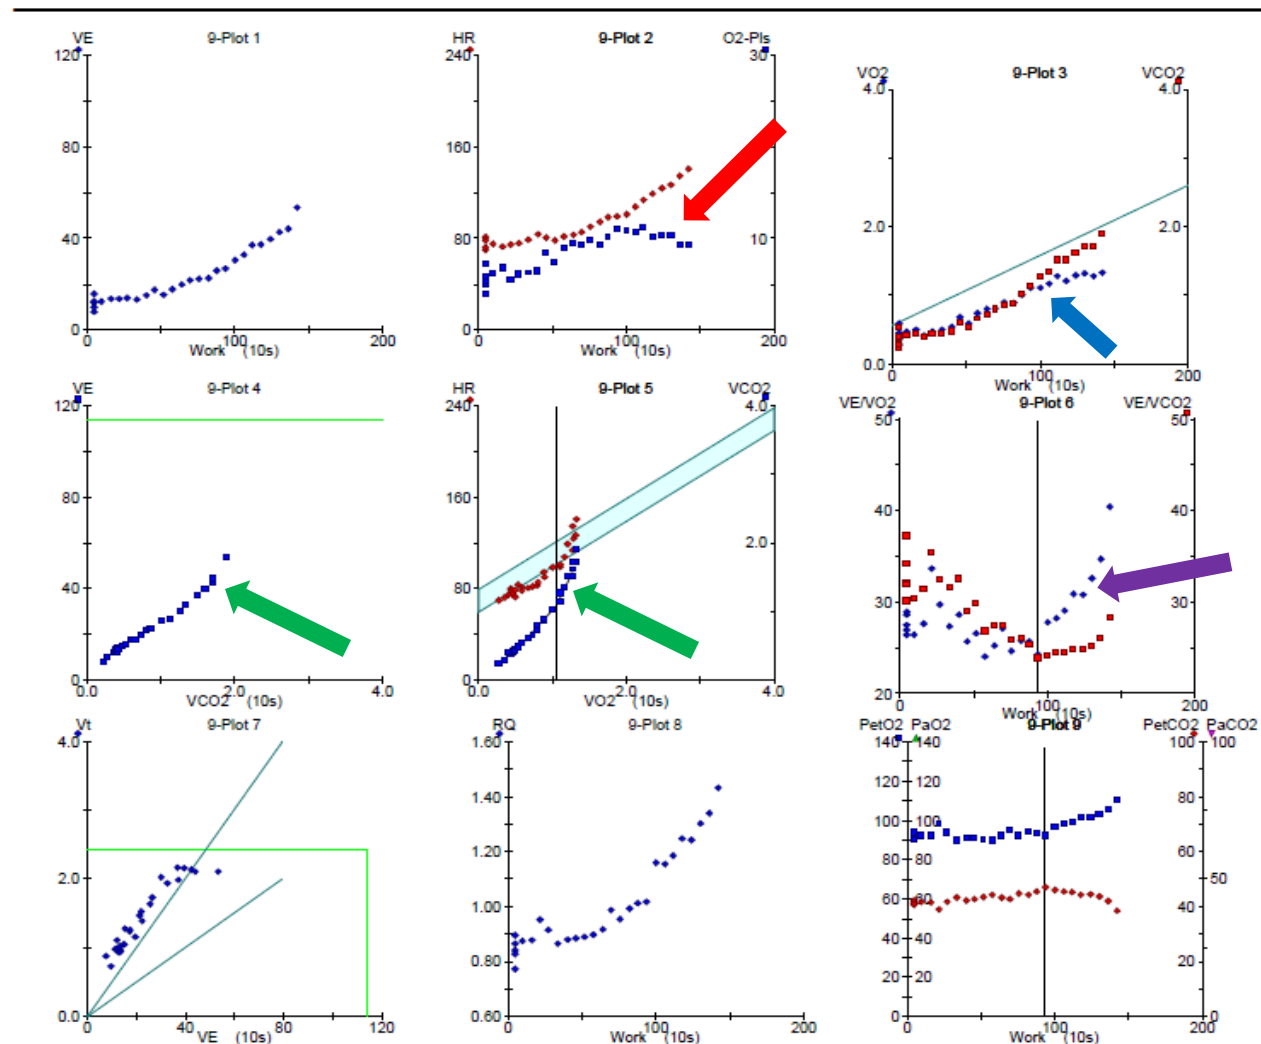 VE 9-Plot 1
120
80
40
0
0 100 200
Work (10s)
HR 9-Plot 2 O2-Pls
240 30
160
80 10
0
0 100 200
Work (10s)
VO2 9-Plot 3 VCO2
4.0 4.0
2.0 2.0
0.0
0 100 200
Work (10s)
VE 9-Plot 4
120
80
40
0
0.0 2.0 4.0
VCO2 (10s)
HR 9-Plot 5 VCO2
240 4.0
160
2.0
80
0
0.0 2.0 4.0
VO2 (10s)
VE/VO2 9-Plot 6 VE/VCO2
50 50
40 40
30 30
20
0 100 200
Work (10s)
Vt 9-Plot 7
4.0
2.0
0.0
0 40 80 120
VE (10s)
RQ 9-Plot 8
1.60
1.40
1.20
1.00
0.80
0.60
0 100 200
Work (10s)
PetO2 PaO2 9-Plot 9 PetCO2 PaCO2
140 140 100 100
120 120
100 100 80 80
80 80 60 60
60 60 50
40 40 40 40
20 20 20 20
0 0 0
0 100 200
Work (10s)